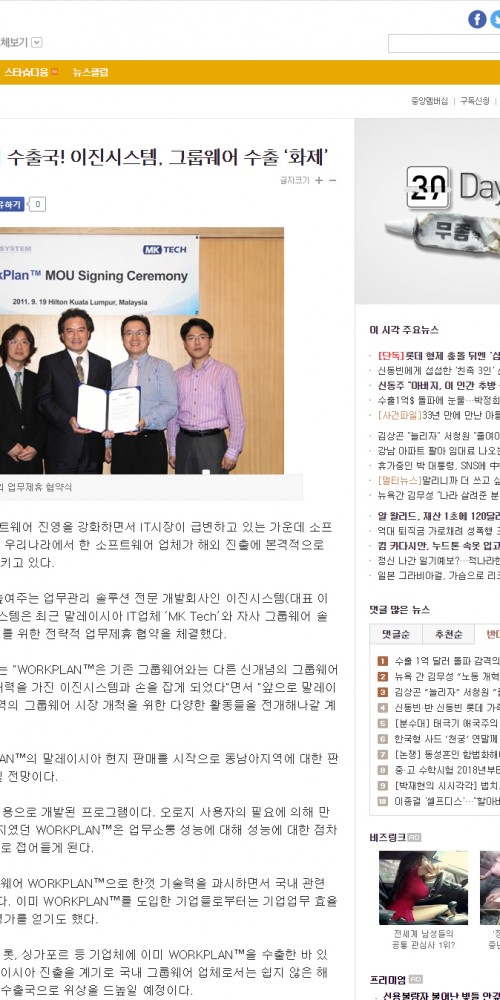 체보기
스타숍디움
뉴스클립
중앙멤버십 | 구독신청
수출국! 이진시스템, 그룹웨어 수출 ‘화제’
글자크기 + -
유하기 0
SYSTEM
MK TECH
kPlan™ MOU Signing Ceremony
2011. 9. 19 Hilton Kuala Lumpur, Malaysia
의 업무제휴 협약식
트웨어 진영을 강화하면서 IT시장이 급변하고 있는 가운데 소프
우리나라에서 한 소프트웨어 업체가 해외 진출에 본격적으로
키고 있다.
높여주는 업무관리 솔루션 전문 개발회사인 이진시스템(대표 이
스템은 최근 말레이시아 IT업체 ‘MK Tech’와 자사 그룹웨어 솔
를 위한 전략적 업무제휴 협약을 체결했다.
는 "WORKPLAN™은 기존 그룹웨어와는 다른 신개념의 그룹웨어
력을 가진 이진시스템과 손을 잡게 되었다"면서 "앞으로 말레이
역의 그룹웨어 시장 개척을 위한 다양한 활동들을 전개해나갈 계
AN™의 말레이시아 현지 판매를 시작으로 동남아지역에 대한 판
일 전망이다.
용으로 개발된 프로그램이다. 오로지 사용자의 필요에 의해 만
지였던 WORKPLAN™은 업무소통 성능에 대해 성능에 대한 점차
로 접어들게 된다.
웨어 WORKPLAN™으로 한껏 기술력을 과시하면서 국내 관련
다. 이미 WORKPLAN™를 도입한 기업들로부터는 기업업무 효율
평가를 얻기도 했다.
롯, 싱가포르 등 기업체에 이미 WORKPLAN™을 수출한 바 있
이시아 진출을 계기로 국내 그룹웨어 업체로서는 쉽지 않은 해
수출국으로 위상을 드높일 예정이다.
30 Day
무좀
이 시각 주요뉴스
[단독]롯데 형제 충돌 뒤엔
신동빈에게 섭섭한 ‘친족 3인’
신동주 "아버지, 이 인간 추방
수출1억$ 돌파에 눈물…박정희
[사건파일]33년 만에 만난 아들
김상곤 "늘리자" 서청원 "줄여야
강남 아파트 팔아 임대료 나오는
휴가중인 박 대통령, SNS에 中
[멀티뉴스]말리니까 더 쓰고 싶
뉴욕간 김무성 "나라 살려준 분
알 왈리드, 재산 1초에 120달러
억대 퇴직금 가로채려 성폭행
킴 카다시안, 누드톤 속옷 입고
정신 나간 일기예보?…적나라한
일본 그라비아걸, 가슴으로 리코
댓글 많은 뉴스
댓글순 추천순 반대
1 수출 1억 달러 돌파 감격의
2 뉴욕 간 김무성 "노동 개혁
3 김상곤 "늘리자" 서청원
4 신동빈·반 신동빈 롯데 가족
5 [분수대] 태극기 애국주의
6 한국형 사드 ‘천궁’ 연말께
7 [논쟁] 동성혼인 합법화해야
8 중·고 수학시험 2018년부터
9 [박재현의 시시각각] 법치,
10 이종걸 ‘셀프디스’…"할아버
비즈링크 AD
전세계 남성들의
공통 관심사 1위?
프리미엄 AD
신용불량자 불어난 빚들 안갚